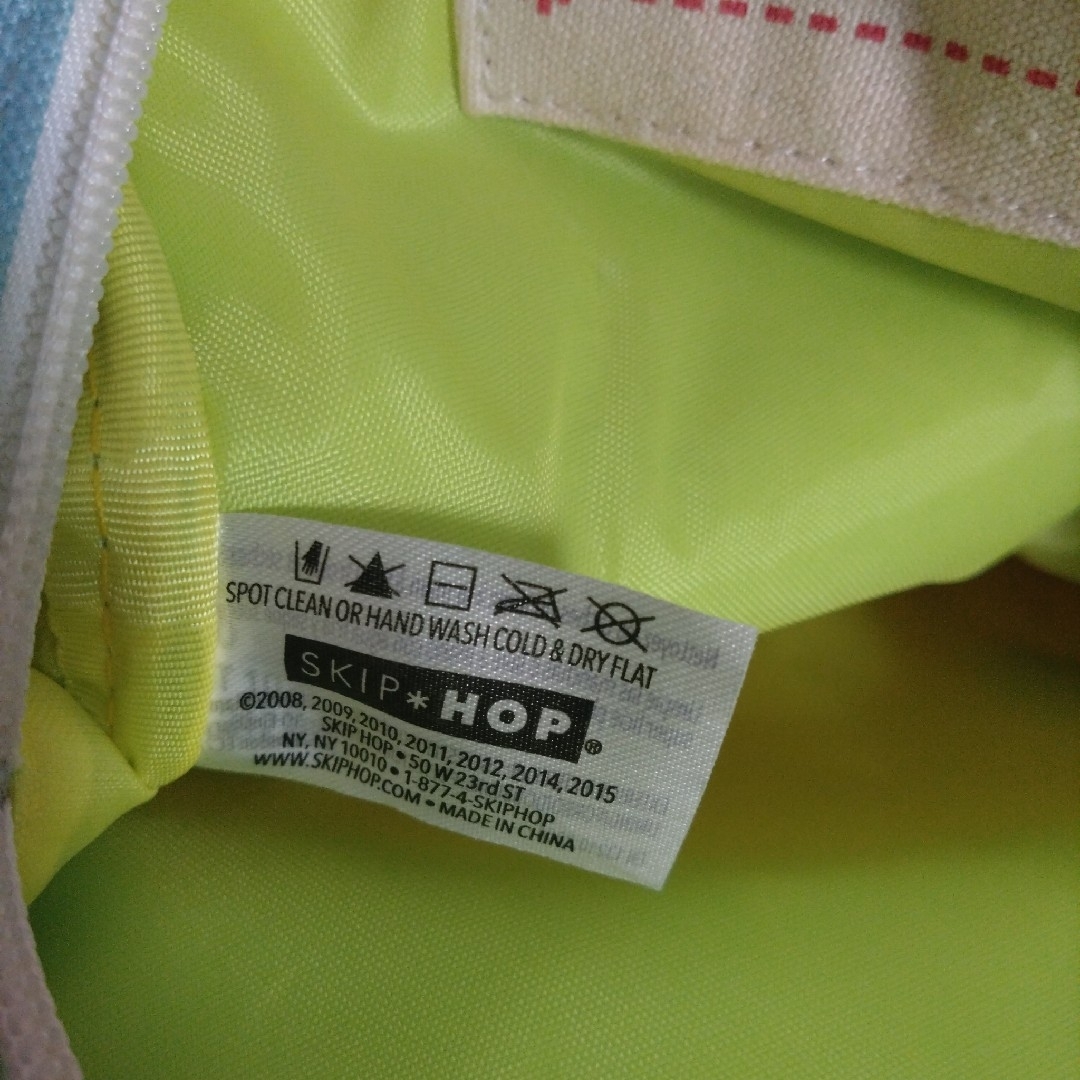 SPOT CLEAN OR HAND WASH COLD & DRY FLAT
SKIP*HOP®
©2008, 2009, 2010, 2011, 2012, 2014, 2015
SKIP HOP • 50 W 23rd ST
NY, NY 10010 • 1-877-4-SKIPHOP
WWW.SKIPHOP.COM • MADE IN CHINA